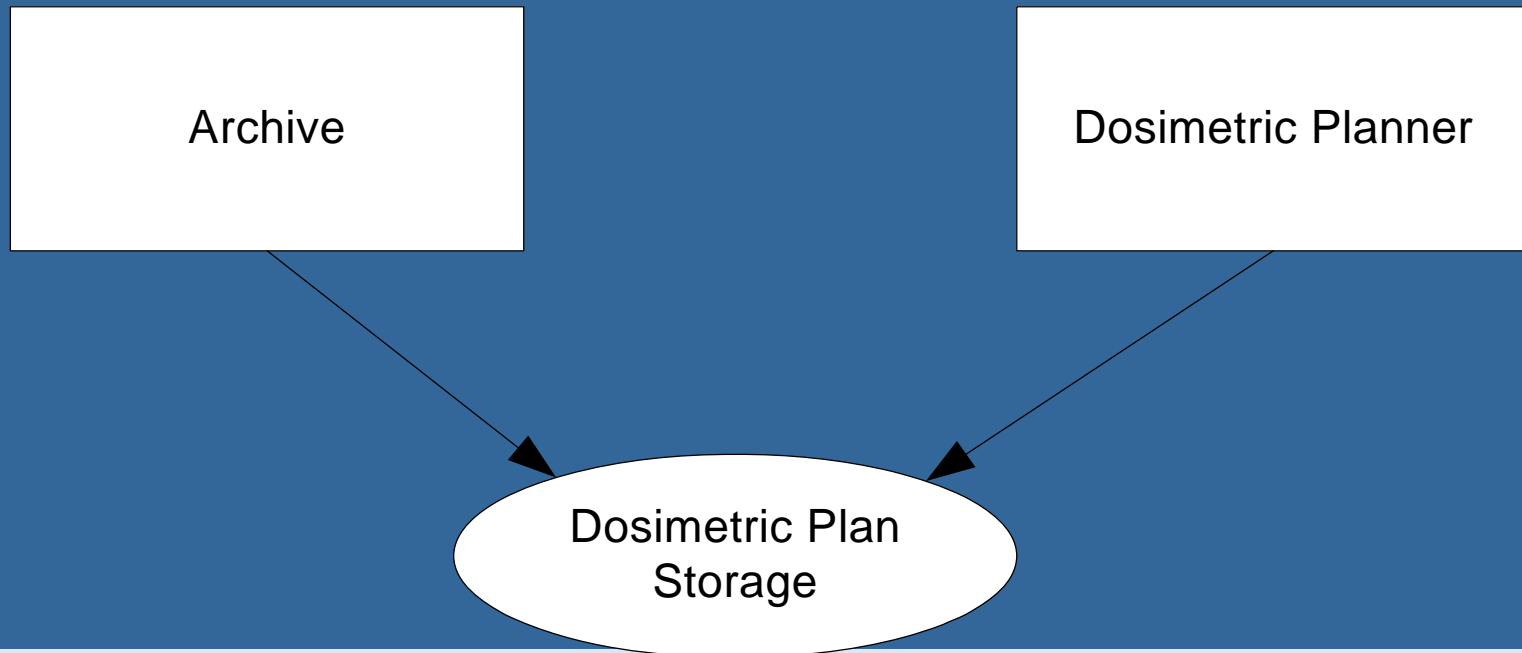 Archive
Dosimetric Planner
Dosimetric Plan
Storage